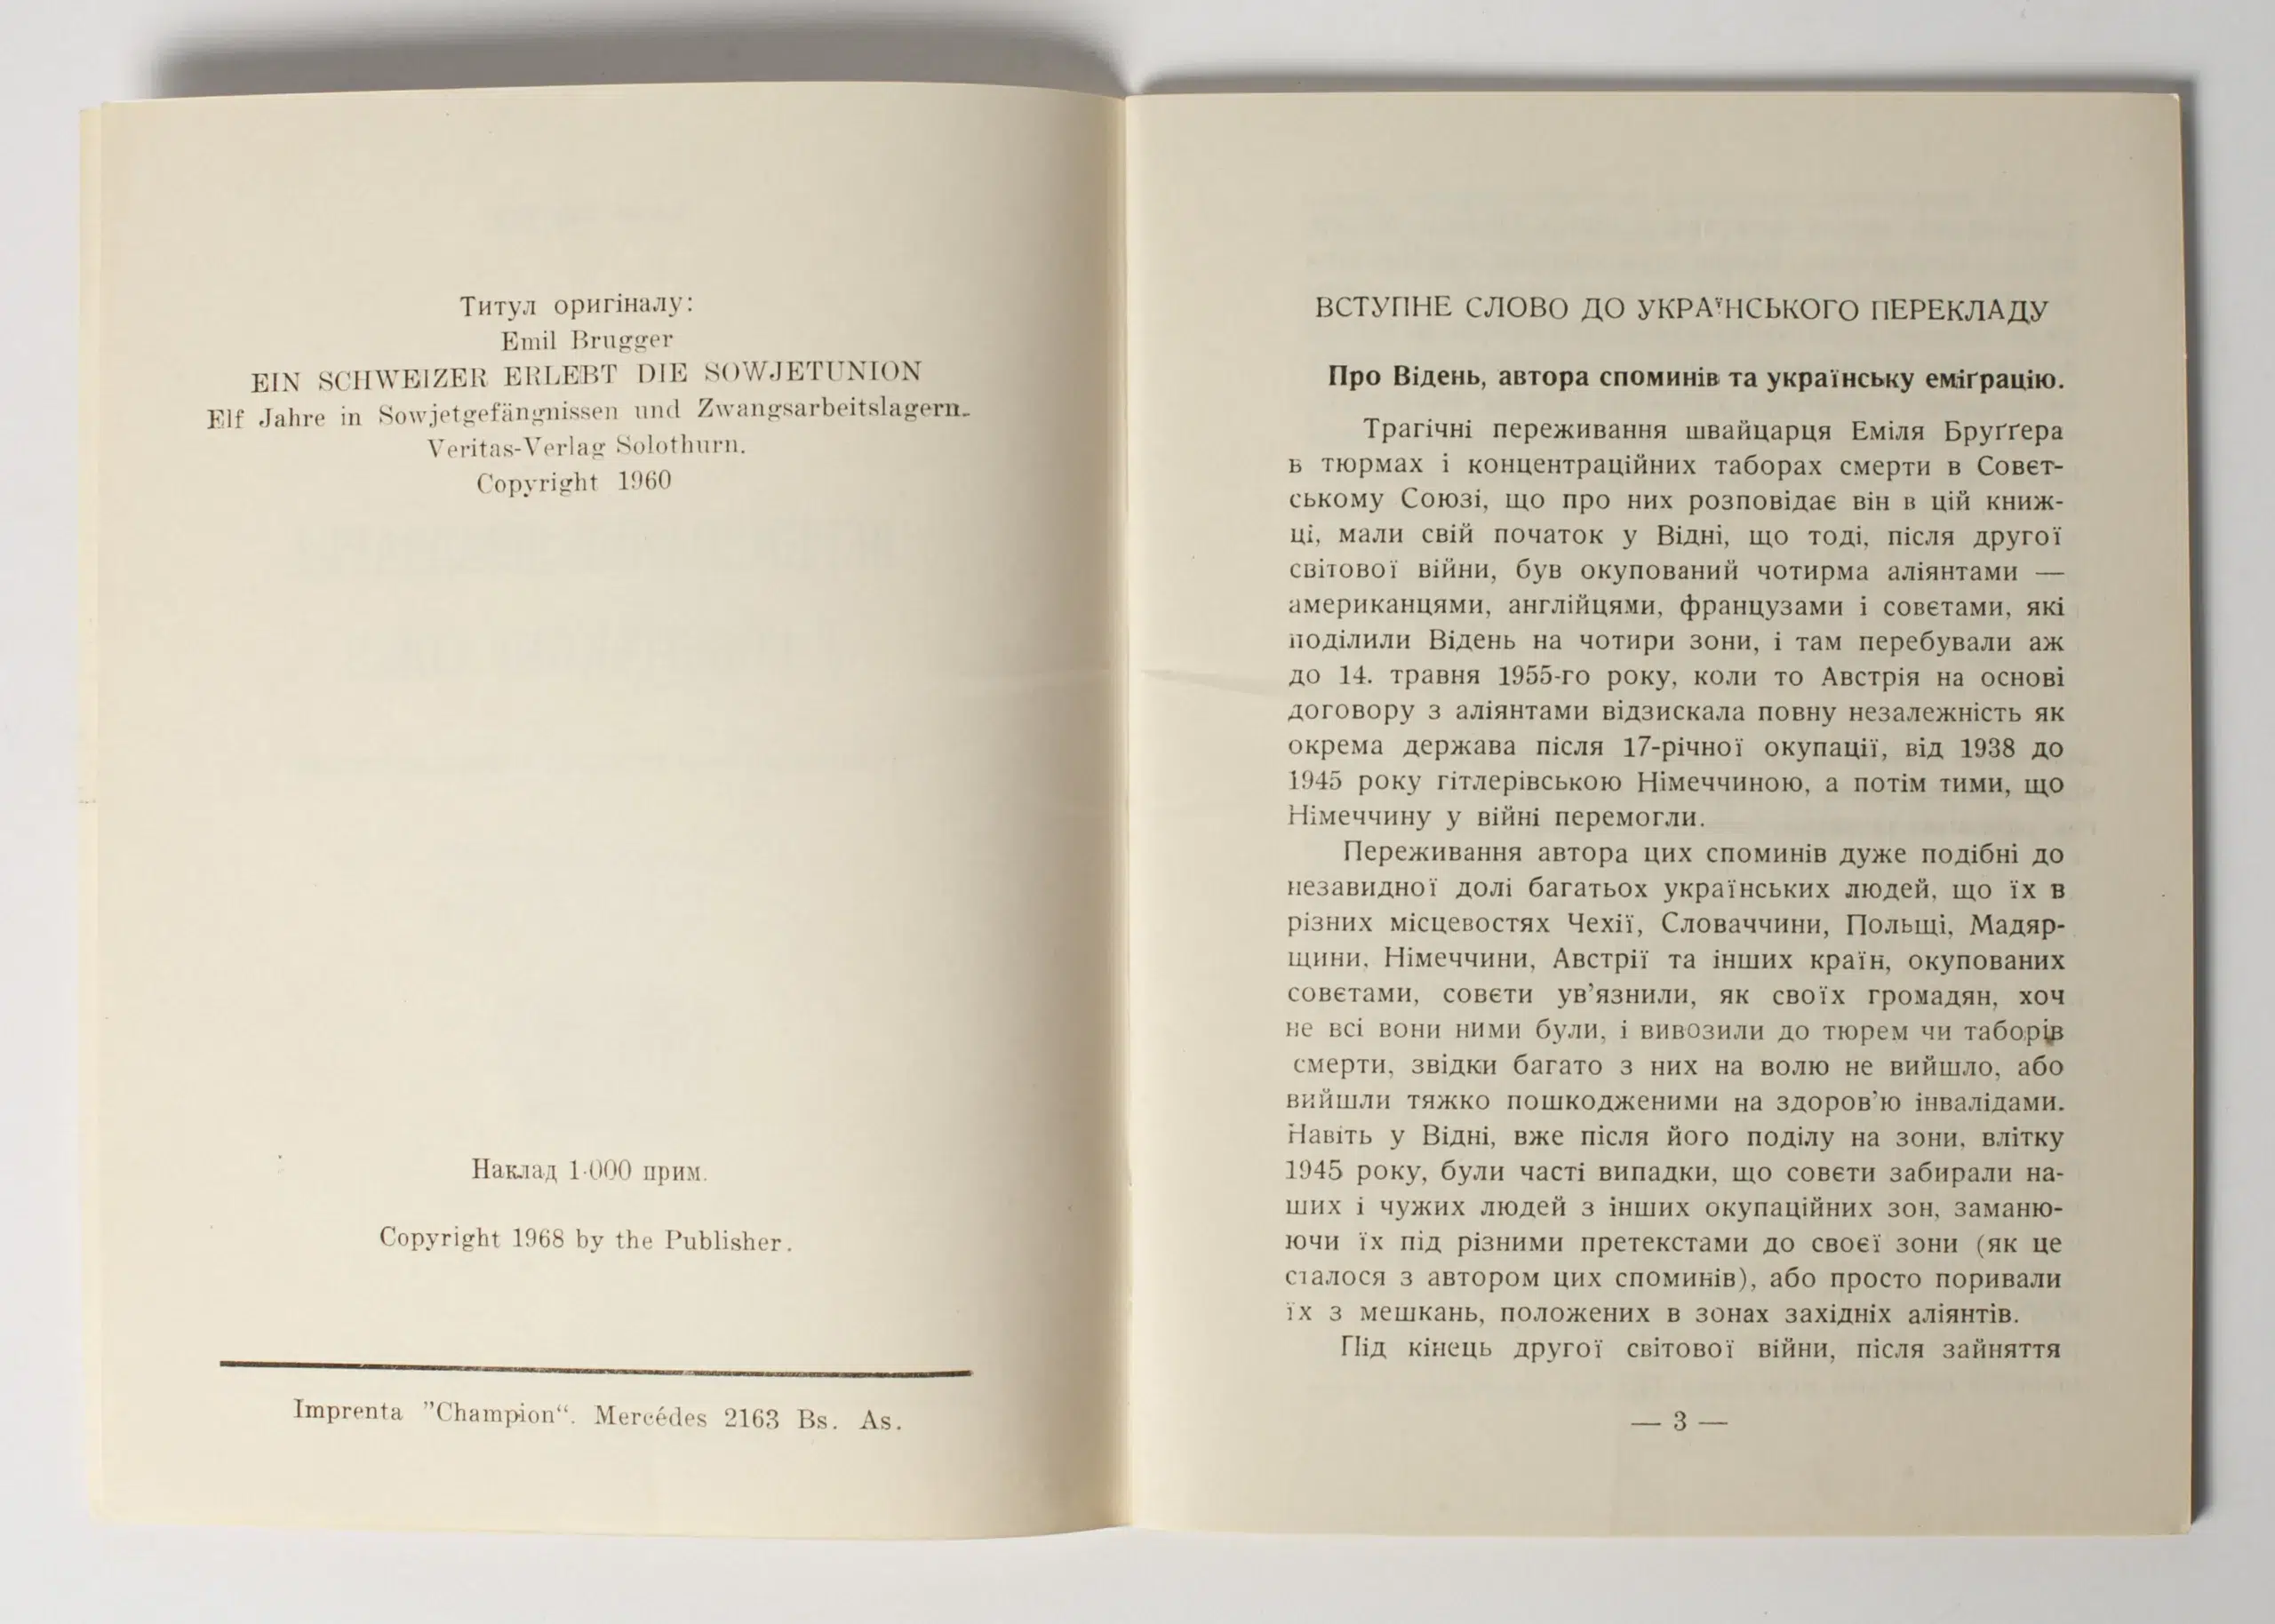 Титул оригіналу:
Emil Brugger
EIN SCHWEIZER ERLEBT DIE SOWJETUNION
Elf Jahre in Sowjetgefängnissen und Zwangsarbeitslagern.
Veritas-Verlag Solothurn.
Copyright 1960
Наклад 1.000 прим.
Copyright 1968 by the Publisher.
Imprenta ”Champion“. Mercédes 2163 Bs. As.
ВСТУПНЕ СЛОВО ДО УКРАЇНСЬКОГО ПЕРЕКЛАДУ
Про Відень, автора споминів та українську еміґрацію.
Трагічні переживання швайцарця Еміля Бруґґера
в тюрмах і концентраційних таборах смерти в Совєт-
ському Союзі, що про них розповідає він в цій книж-
ці, мали свій початок у Відні, що тоді, після другої
світової війни, був окупований чотирма аліянтами —
американцями, англійцями, французами і совєтами, які
поділили Відень на чотири зони, і там перебували аж
до 14. травня 1955-го року, коли то Австрія на основі
договору з аліянтами відзискала повну незалежність як
окрема держава після 17-річної окупації, від 1938 до
1945 року гітлерівською Німеччиною, а потім тими, що
Німеччину у війні перемогли.
Переживання автора цих споминів дуже подібні до
незавидної долі багатьох українських людей, що їх в
різних місцевостях Чехії, Словаччини, Польщі, Мадяр-
щини, Німеччини, Австрії та інших країн, окупованих
совєтами, совєти ув’язнили, як своїх громадян, хоч
не всі вони ними були, і вивозили до тюрем чи таборів
смерти, звідки багато з них на волю не вийшло, або
вийшли тяжко пошкодженими на здоров’ю інвалідами.
Навіть у Відні, вже після його поділу на зони, влітку
1945 року, були часті випадки, що совєти забирали на-
ших і чужих людей з інших окупаційних зон, заманю-
ючи їх під різними претекстами до своєї зони (як це
сталося з автором цих споминів), або просто поривали
їх з мешкань, положених в зонах західніх аліянтів.
Під кінець другої світової війни, після зайняття
— 3 —